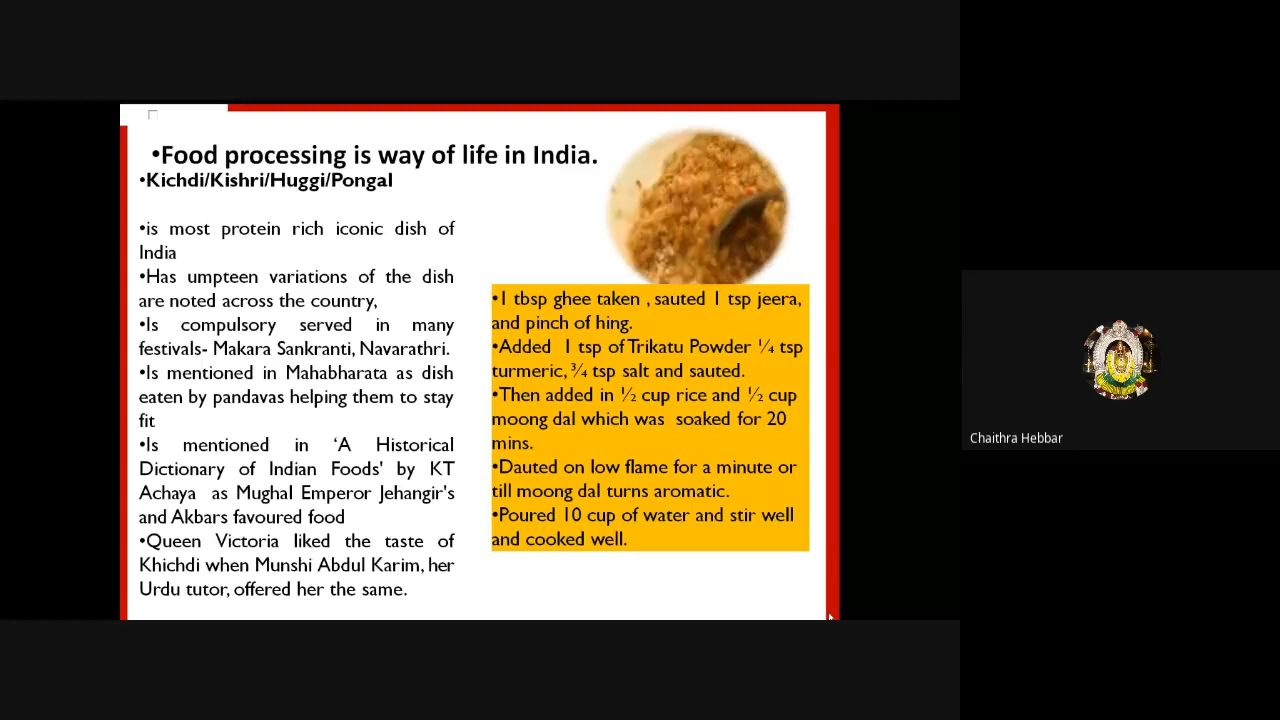 •Food processing is way of life in India.
•Kichdi/Kishri/Huggi/Pongal
•is most protein rich iconic dish of
India
•Has umpteen variations of the dish
are noted across the country,
•Is compulsory served in many
festivals- Makara Sankranti, Navarathri.
•Is mentioned in Mahabharata as dish
eaten by pandavas helping them to stay
fit
•Is mentioned in ‘A Historical
Dictionary of Indian Foods' by KT
Achaya as Mughal Emperor Jehangir's
and Akbars favoured food
•Queen Victoria liked the taste of
Khichdi when Munshi Abdul Karim, her
Urdu tutor, offered her the same.
•1 tbsp ghee taken , sauted 1 tsp jeera,
and pinch of hing.
•Added 1 tsp of Trikatu Powder ¼ tsp
turmeric, ¾ tsp salt and sauted.
•Then added in ½ cup rice and ½ cup
moong dal which was soaked for 20
mins.
•Dauted on low flame for a minute or
till moong dal turns aromatic.
•Poured 10 cup of water and stir well
and cooked well.
Chaithra Hebbar